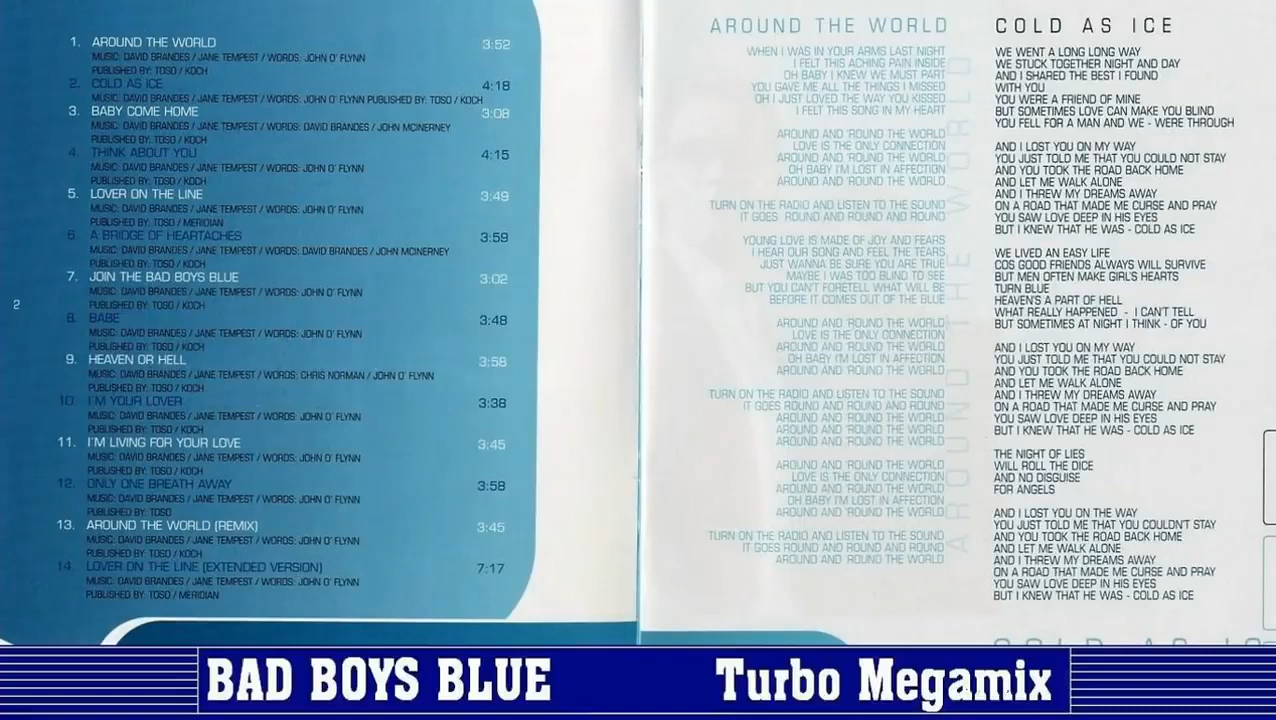 1. AROUND THE WORLD 3:52
MUSIC: DAVID BRANDES / JANE TEMPEST / WORDS: JOHN O' FLYNN
PUBLISHED BY: TOSO / KOCH
2. COLD AS ICE 4:18
MUSIC: DAVID BRANDES / JANE TEMPEST / WORDS: JOHN O' FLYNN PUBLISHED BY: TOSO / KOCH
3. BABY COME HOME 3:08
MUSIC: DAVID BRANDES / JANE TEMPEST / WORDS: DAVID BRANDES / JOHN MCINERNEY
PUBLISHED BY: TOSO / KOCH
4. THINK ABOUT YOU 4:15
MUSIC: DAVID BRANDES / JANE TEMPEST / WORDS: JOHN O' FLYNN
PUBLISHED BY: TOSO / KOCH
5. LOVER ON THE LINE 3:49
MUSIC: DAVID BRANDES / JANE TEMPEST / WORDS: JOHN O' FLYNN
PUBLISHED BY: TOSO / MERIDIAN
6. A BRIDGE OF HEARTACHES 3:59
MUSIC: DAVID BRANDES / JANE TEMPEST / WORDS: DAVID BRANDES / JOHN MCINERNEY
PUBLISHED BY: TOSO / KOCH
7. JOIN THE BAD BOYS BLUE 3:02
MUSIC: DAVID BRANDES / JANE TEMPEST / WORDS: JOHN O' FLYNN
PUBLISHED BY: TOSO / KOCH
8. BABE 3:48
MUSIC: DAVID BRANDES / JANE TEMPEST / WORDS: JOHN O' FLYNN
PUBLISHED BY: TOSO / KOCH
9. HEAVEN OR HELL 3:58
MUSIC: DAVID BRANDES / JANE TEMPEST / WORDS: CHRIS NORMAN / JOHN O' FLYNN
PUBLISHED BY: TOSO / KOCH
10. I'M YOUR LOVER 3:38
MUSIC: DAVID BRANDES / JANE TEMPEST / WORDS: JOHN O' FLYNN
PUBLISHED BY: TOSO / KOCH
11. I'M LIVING FOR YOUR LOVE 3:45
MUSIC: DAVID BRANDES / JANE TEMPEST / WORDS: JOHN O' FLYNN
PUBLISHED BY: TOSO / KOCH
12. ONLY ONE BREATH AWAY 3:58
MUSIC: DAVID BRANDES / JANE TEMPEST / WORDS: JOHN O' FLYNN
PUBLISHED BY: TOSO
13. AROUND THE WORLD (REMIX) 3:45
MUSIC: DAVID BRANDES / JANE TEMPEST / WORDS: JOHN O' FLYNN
PUBLISHED BY: TOSO / KOCH
14. LOVER ON THE LINE (EXTENDED VERSION) 7:17
MUSIC: DAVID BRANDES / JANE TEMPEST / WORDS: JOHN O' FLYNN
PUBLISHED BY: TOSO / MERIDIAN
2
AROUND THE WORLD
WHEN I WAS IN YOUR ARMS LAST NIGHT
I FELT THIS ACHING PAIN INSIDE
OH BABY I KNEW WE MUST PART
YOU GAVE ME ALL THE THINGS I MISSED
OH I JUST LOVED THE WAY YOU KISSED
I FELT THIS SONG IN MY HEART
AROUND AND 'ROUND THE WORLD
LOVE IS THE ONLY CONNECTION
AROUND AND 'ROUND THE WORLD
OH BABY I'M LOST IN AFFECTION
AROUND AND 'ROUND THE WORLD
TURN ON THE RADIO AND LISTEN TO THE SOUND
IT GOES ROUND AND ROUND AND ROUND
YOUNG LOVE IS MADE OF JOY AND FEARS
I HEAR OUR SONG AND FEEL THE TEARS
JUST WANNA BE SURE YOU ARE TRUE
MAYBE I WAS TOO BLIND TO SEE
BUT YOU CAN'T FORETELL WHAT WILL BE
BEFORE IT COMES OUT OF THE BLUE
AROUND AND 'ROUND THE WORLD
LOVE IS THE ONLY CONNECTION
AROUND AND 'ROUND THE WORLD
OH BABY I'M LOST IN AFFECTION
AROUND AND 'ROUND THE WORLD
TURN ON THE RADIO AND LISTEN TO THE SOUND
IT GOES ROUND AND ROUND AND ROUND
AROUND AND 'ROUND THE WORLD
AROUND AND 'ROUND THE WORLD
AROUND AND 'ROUND THE WORLD
AROUND AND 'ROUND THE WORLD
LOVE IS THE ONLY CONNECTION
AROUND AND 'ROUND THE WORLD
OH BABY I'M LOST IN AFFECTION
AROUND AND 'ROUND THE WORLD
TURN ON THE RADIO AND LISTEN TO THE SOUND
IT GOES ROUND AND ROUND AND ROUND
AROUND AND 'ROUND THE WORLD
AROUND THE WORLD
COLD AS ICE
WE WENT A LONG LONG WAY
WE STUCK TOGETHER NIGHT AND DAY
AND I SHARED THE BEST I FOUND
WITH YOU
YOU WERE A FRIEND OF MINE
BUT SOMETIMES LOVE CAN MAKE YOU BLIND
YOU FELL FOR A MAN AND WE - WERE THROUGH
AND I LOST YOU ON MY WAY
YOU JUST TOLD ME THAT YOU COULD NOT STAY
AND YOU TOOK THE ROAD BACK HOME
AND LET ME WALK ALONE
AND I THREW MY DREAMS AWAY
ON A ROAD THAT MADE ME CURSE AND PRAY
YOU SAW LOVE DEEP IN HIS EYES
BUT I KNEW THAT HE WAS - COLD AS ICE
WE LIVED AN EASY LIFE
COS GOOD FRIENDS ALWAYS WILL SURVIVE
BUT MEN OFTEN MAKE GIRL'S HEARTS
TURN BLUE
HEAVEN'S A PART OF HELL
WHAT REALLY HAPPENED - I CAN'T TELL
BUT SOMETIMES AT NIGHT I THINK - OF YOU
AND I LOST YOU ON MY WAY
YOU JUST TOLD ME THAT YOU COULD NOT STAY
AND YOU TOOK THE ROAD BACK HOME
AND LET ME WALK ALONE
AND I THREW MY DREAMS AWAY
ON A ROAD THAT MADE ME CURSE AND PRAY
YOU SAW LOVE DEEP IN HIS EYES
BUT I KNEW THAT HE WAS - COLD AS ICE
THE NIGHT OF LIES
WILL ROLL THE DICE
AND NO DISGUISE
FOR ANGELS
AND I LOST YOU ON THE WAY
YOU JUST TOLD ME THAT YOU COULDN'T STAY
AND YOU TOOK THE ROAD BACK HOME
AND LET ME WALK ALONE
AND I THREW MY DREAMS AWAY
ON A ROAD THAT MADE ME CURSE AND PRAY
YOU SAW LOVE DEEP IN HIS EYES
BUT I KNEW THAT HE WAS - COLD AS ICE
COLD AS IC
BAD BOYS BLUE Turbo Megamix